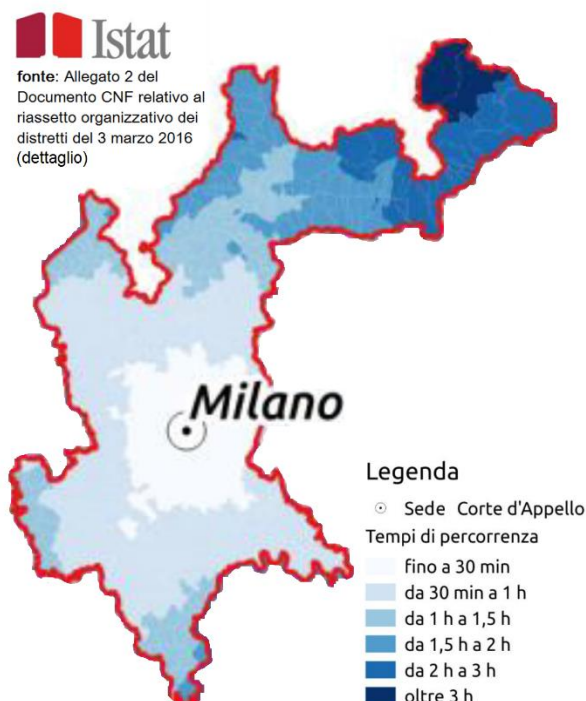 Istat
fonte: Allegato 2 del
Documento CNF relativo al
riassetto organizzativo dei
distretti del 3 marzo 2016
(dettaglio)
Milano
Legenda
Sede Corte d'Appello
Tempi di percorrenza
fino a 30 min
da 30 min a 1 h
da 1 h a 1,5 h
da 1,5 h a 2 h
da 2 h a 3 h
oltre 3 h